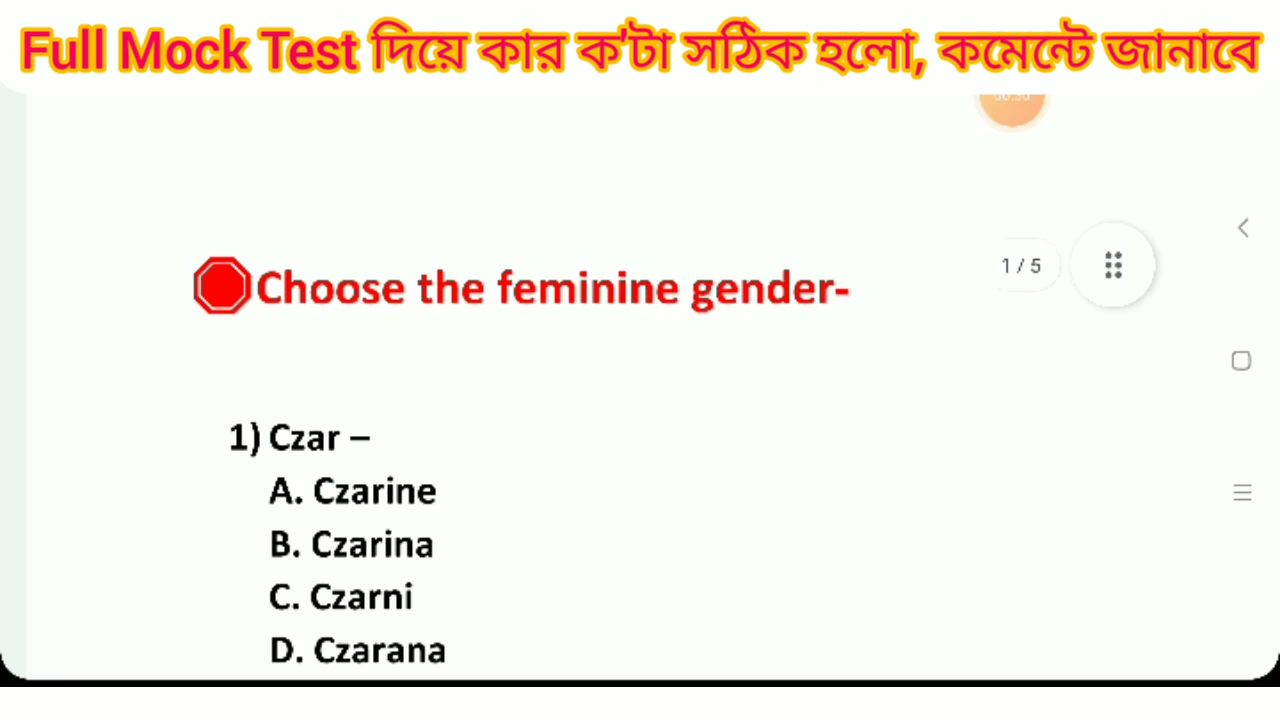 Full Mock Test দিয়ে কার ক'টা সঠিক হলো, কমেন্টে জানাবে
Choose the feminine gender-
1 / 5
1) Czar –
A. Czarine
B. Czarina
C. Czarni
D. Czarana